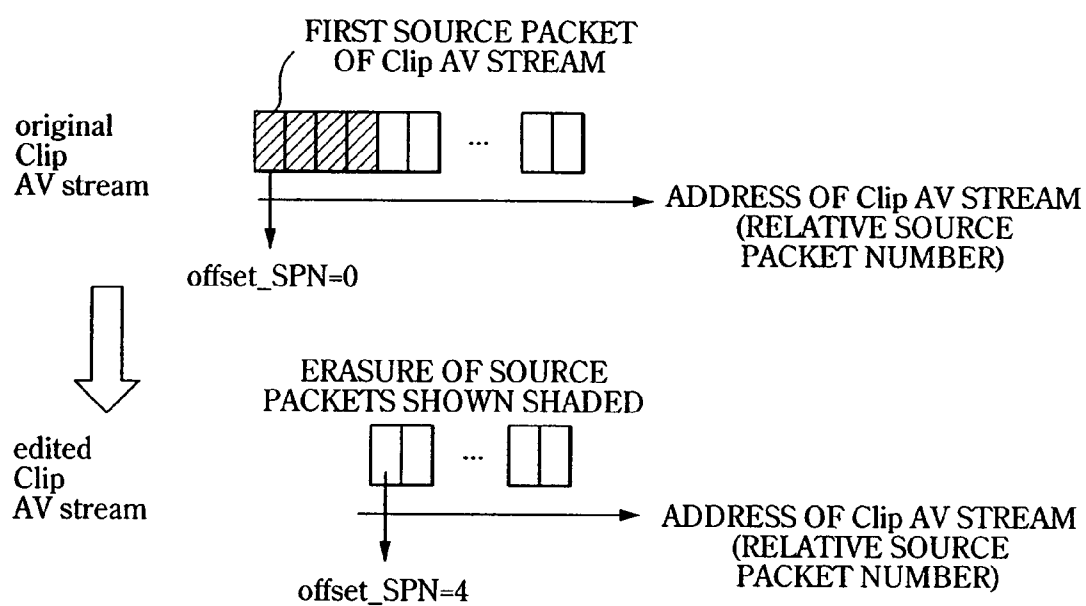 FIRST SOURCE PACKET
OF Clip AV STREAM
original
Clip
AV stream
...
ADDRESS OF Clip AV STREAM
(RELATIVE SOURCE
PACKET NUMBER)
offset_SPN=0
ERASURE OF SOURCE
PACKETS SHOWN SHADED
edited
Clip
AV stream
...
ADDRESS OF Clip AV STREAM
(RELATIVE SOURCE
PACKET NUMBER)
offset_SPN=4